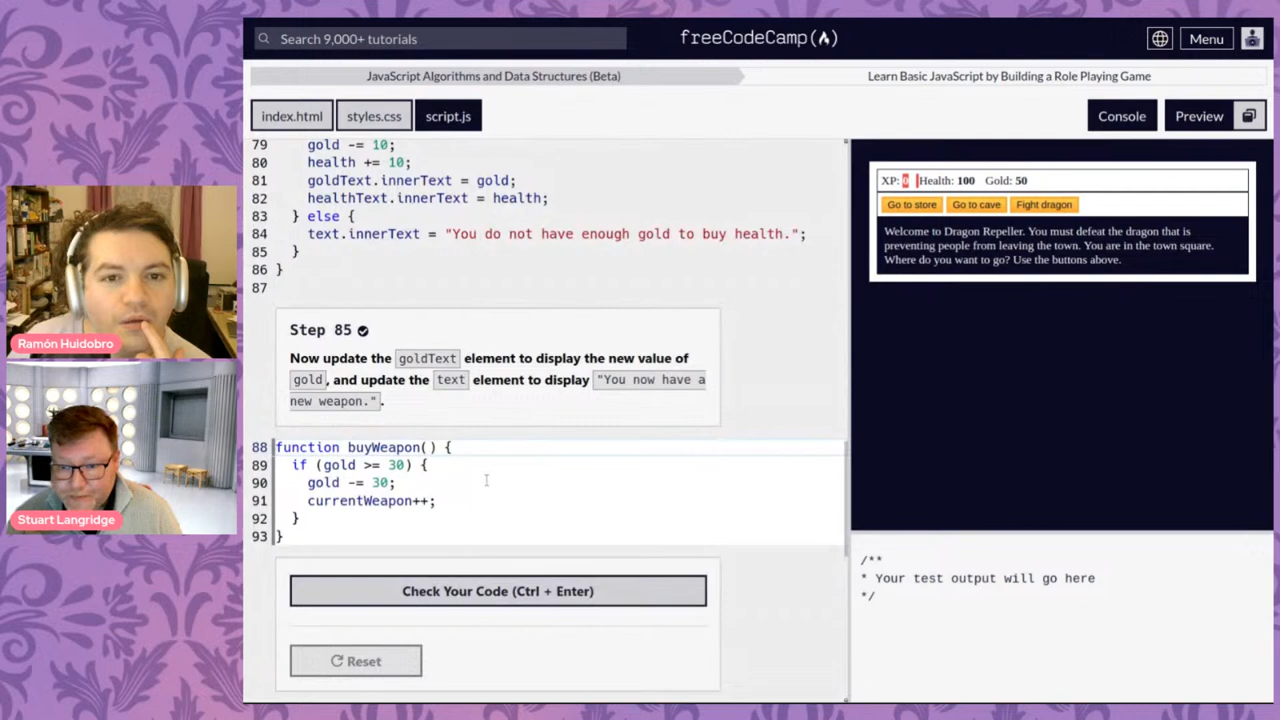 Search 9,000+ tutorials
freeCodeCamp
Menu
JavaScript Algorithms and Data Structures (Beta)
Learn Basic JavaScript by Building a Role Playing Game
index.html
styles.css
script.js
Console
Preview
79 gold -= 10;
80 health += 10;
81 goldText.innerText = gold;
82 healthText.innerText = health;
83 } else {
84 text.innerText = "You do not have enough gold to buy health.";
85 }
86 }
87
Step 85
Now update the goldText element to display the new value of
gold, and update the text element to display "You now have a
new weapon.".
88 function buyWeapon() {
89 if (gold >= 30) {
90 gold -= 30;
91 currentWeapon++;
92 }
93 }
Check Your Code (Ctrl + Enter)
Reset
XP: 0 Health: 100 Gold: 50
Go to store
Go to cave
Fight dragon
Welcome to Dragon Repeller. You must defeat the dragon that is
preventing people from leaving the town. You are in the town square.
Where do you want to go? Use the buttons above.
/**
* Your test output will go here
*/
Ramón Huidobro
Stuart Langridge